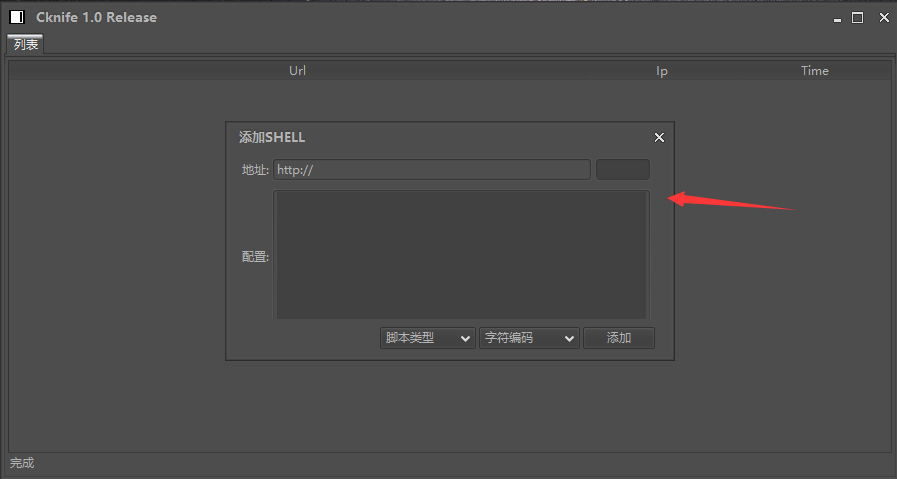 Cknife 1.0 Release
列表
Url Ip Time
添加SHELL
地址: http://
配置:
脚本类型 字符编码 添加
完成